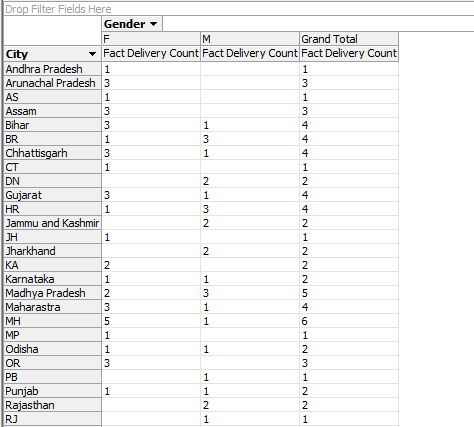 Drop Filter Fields Here
Gender
F M Grand Total
City Fact Delivery Count Fact Delivery Count Fact Delivery Count
Andhra Pradesh 1 1
Arunachal Pradesh 3 3
AS 1 1
Assam 3 3
Bihar 3 1 4
BR 1 3 4
Chhattisgarh 3 1 4
CT 1 1
DN 2 2
Gujarat 3 1 4
HR 1 3 4
Jammu and Kashmir 2 2
JH 1 1
Jharkhand 2 2
KA 2 2
Karnataka 1 1 2
Madhya Pradesh 2 3 5
Maharastra 3 1 4
MH 5 1 6
MP 1 1
Odisha 1 1 2
OR 3 3
PB 1 1
Punjab 1 1 2
Rajasthan 2 2
RJ 1 1